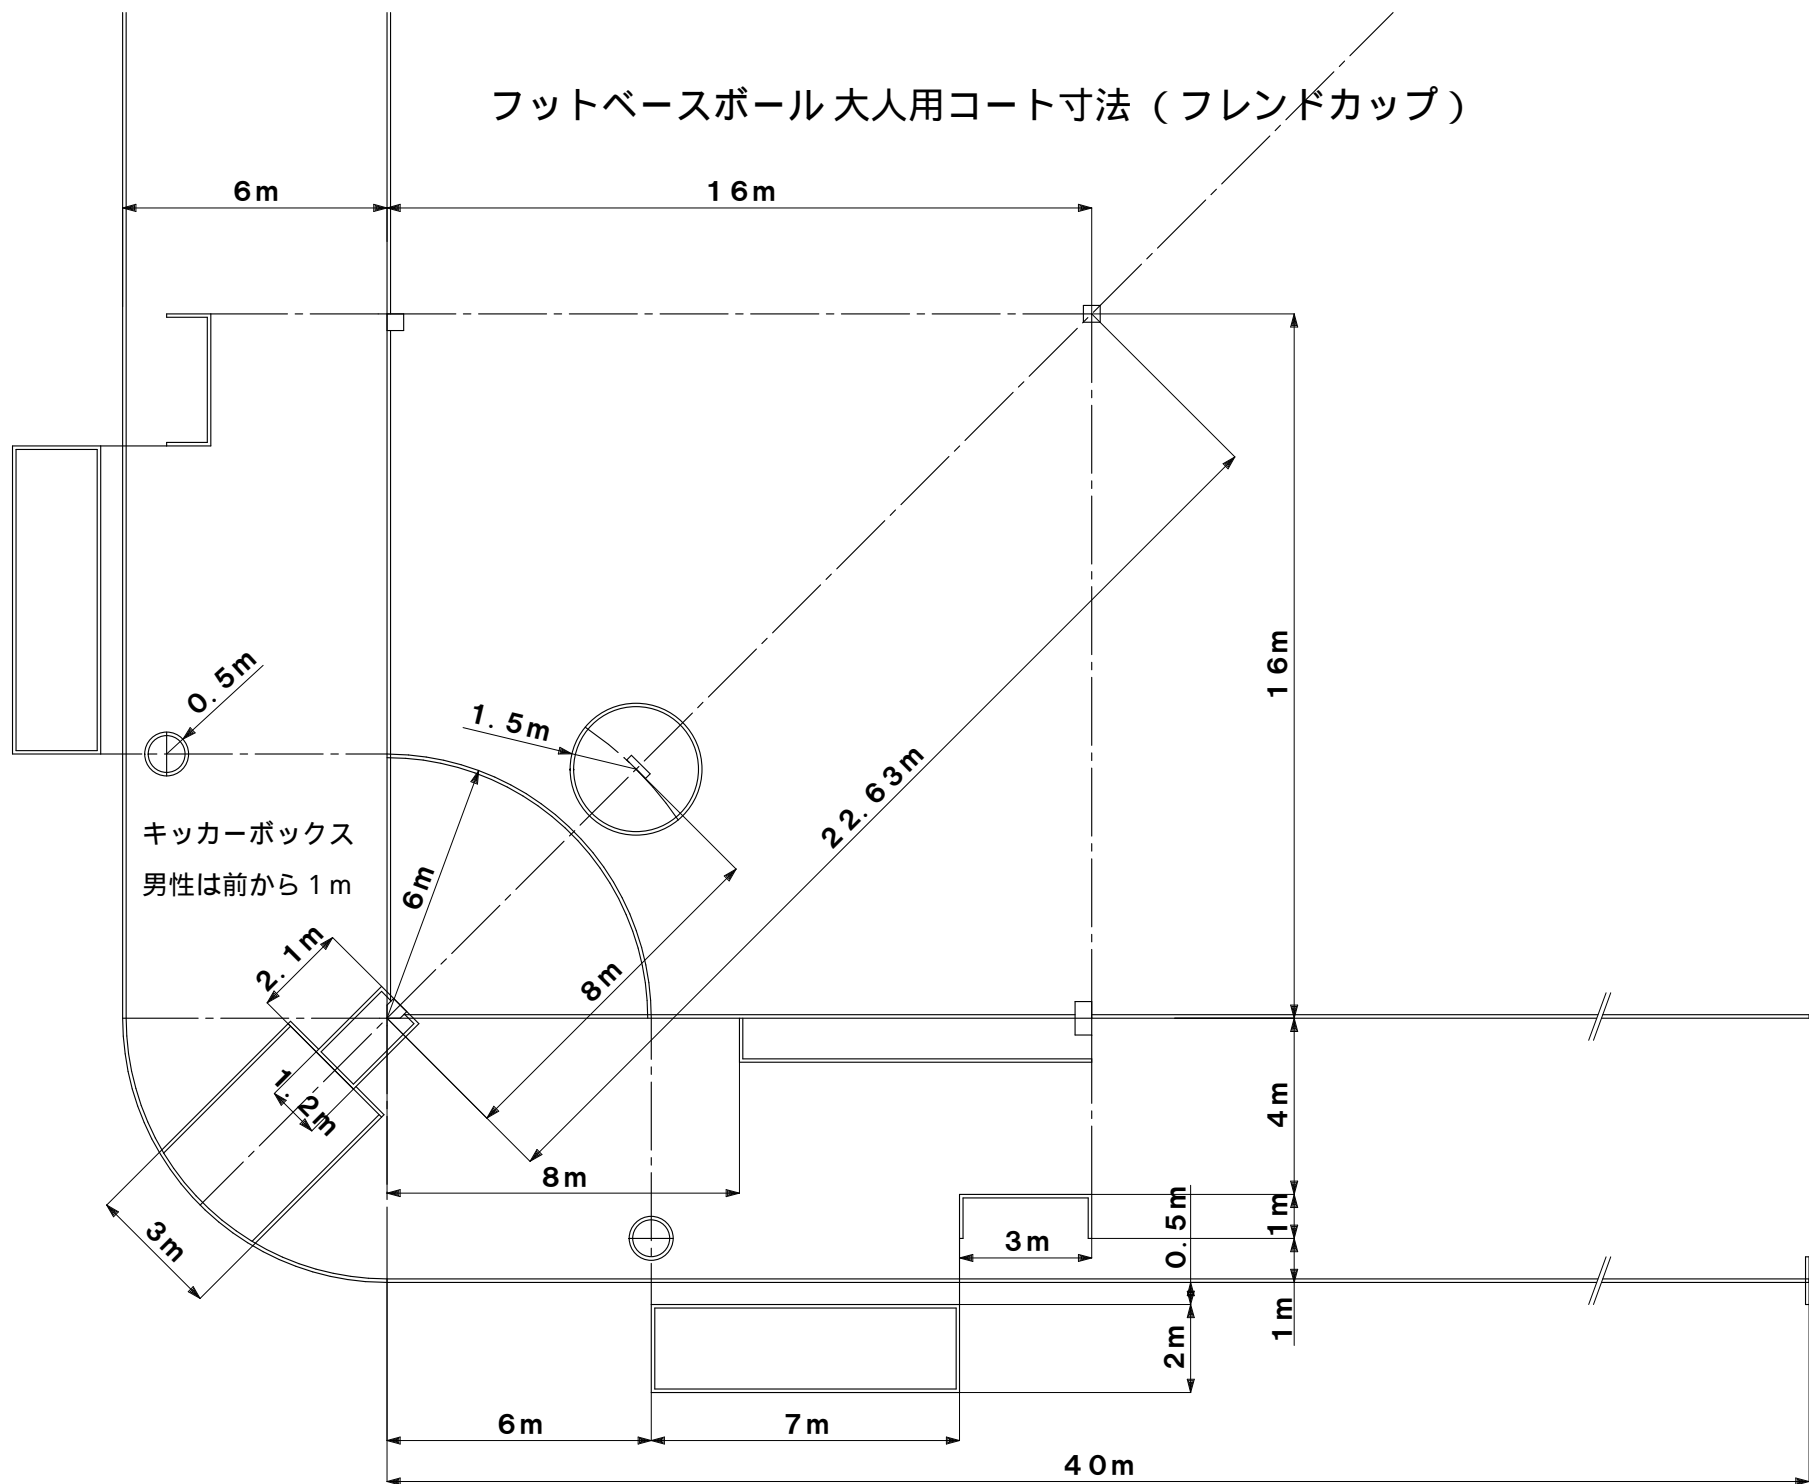 フットベースボール 大人用コート寸法 （フレンドカップ）
6m
16m
16m
0.5m
1.5m
22.63m
キッカーボックス
男性は前から１ｍ
6m
8m
2.1m
1.2m
4m
8m
3m
0.5m
1m
3m
1m
2m
6m
7m
40m